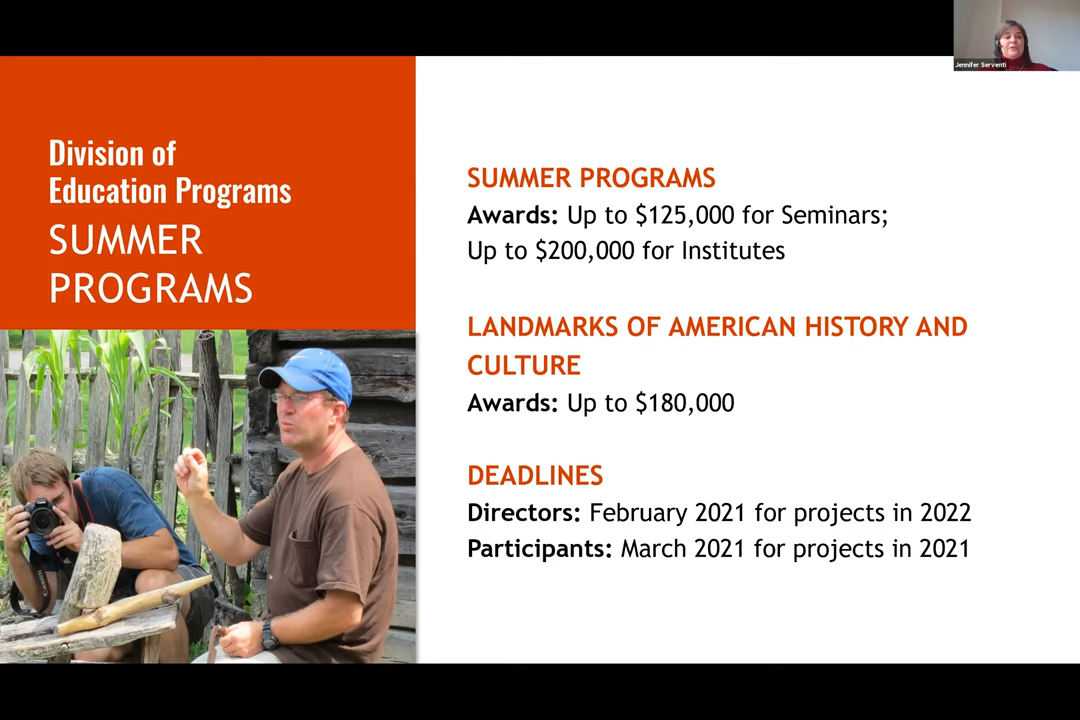 Jennifer Serventi
Division of
Education Programs
SUMMER
PROGRAMS
SUMMER PROGRAMS
Awards: Up to $125,000 for Seminars;
Up to $200,000 for Institutes
LANDMARKS OF AMERICAN HISTORY AND
CULTURE
Awards: Up to $180,000
DEADLINES
Directors: February 2021 for projects in 2022
Participants: March 2021 for projects in 2021
Canon